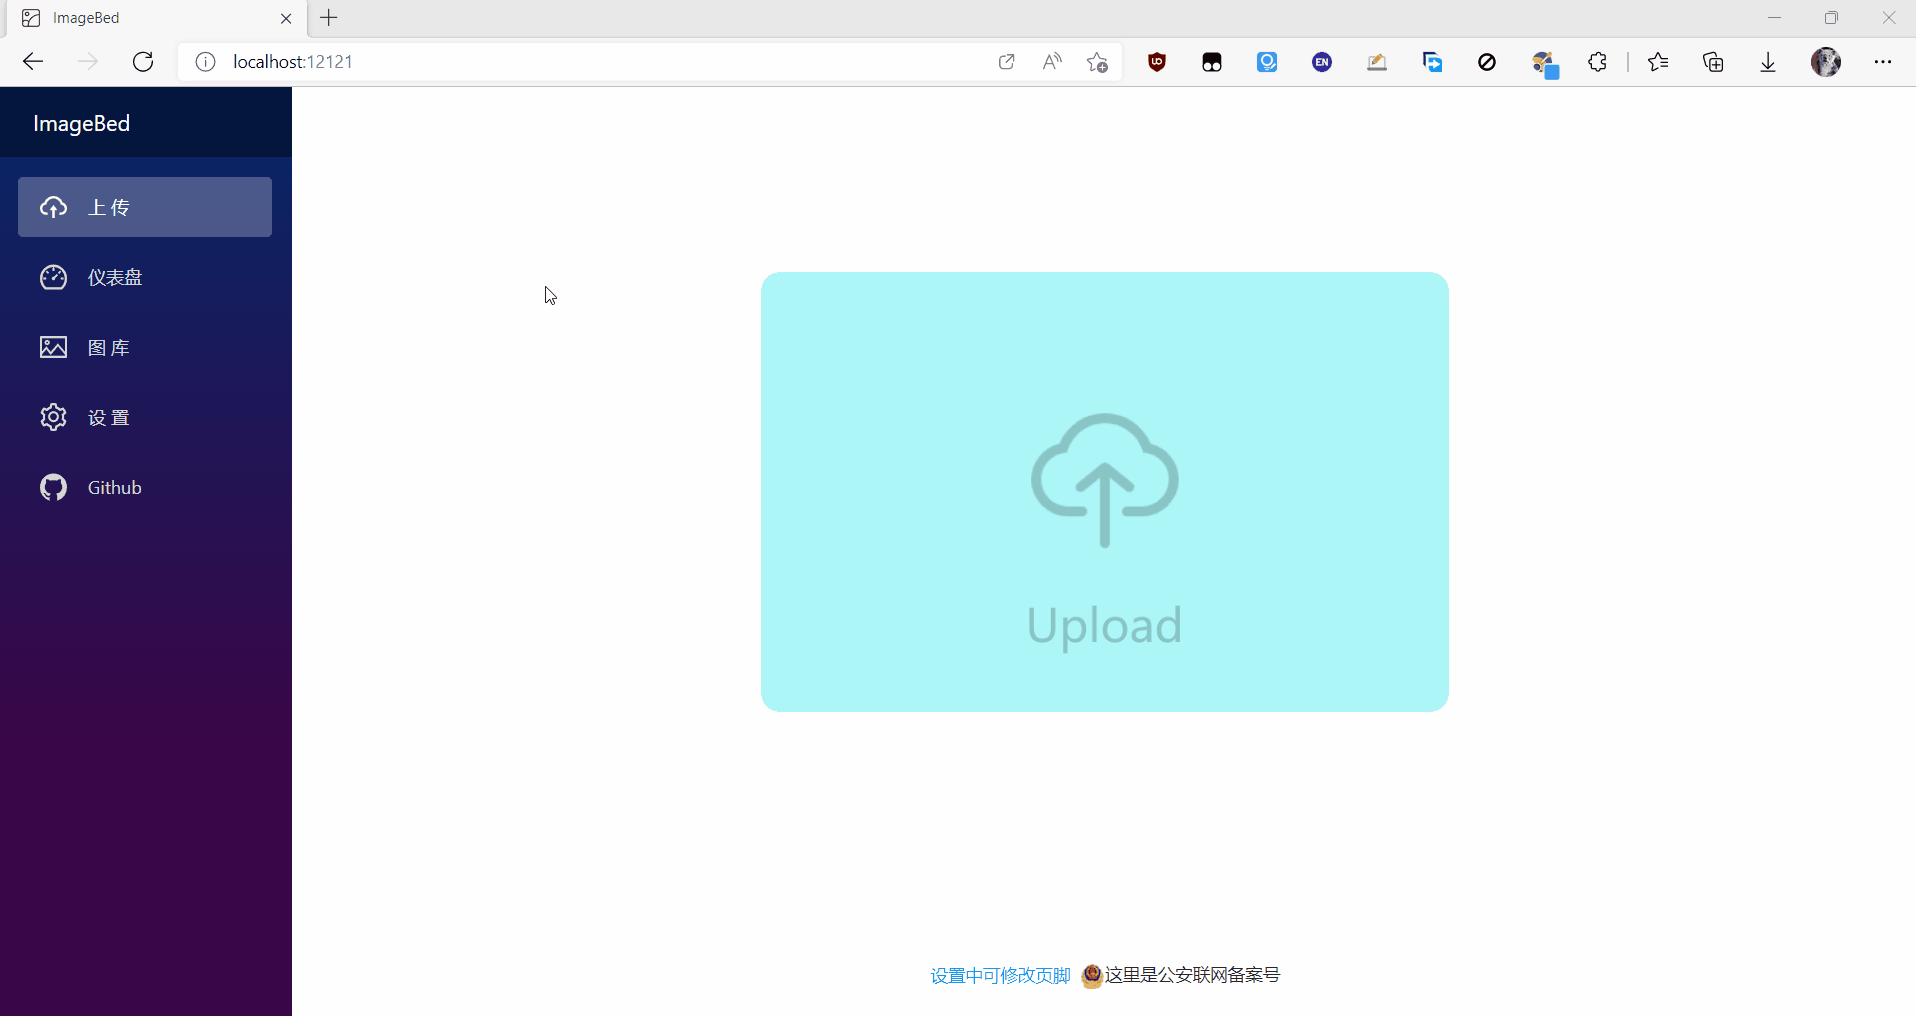 ImageBed
localhost:12121
ImageBed
上 传
仪表盘
图 库
设 置
Github
Upload
设置中可修改页脚 这里是公安联网备案号